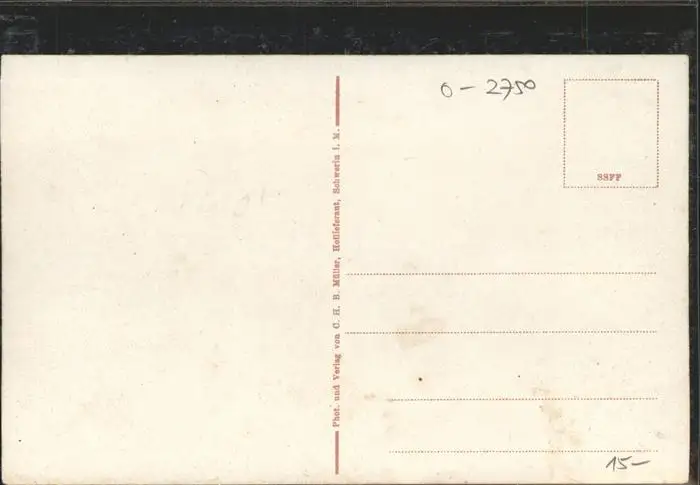 0-2750
SSFF
Phot. und Verlag von C. H. B. Müller, Hoflieferant, Schwerin i. M.
15-